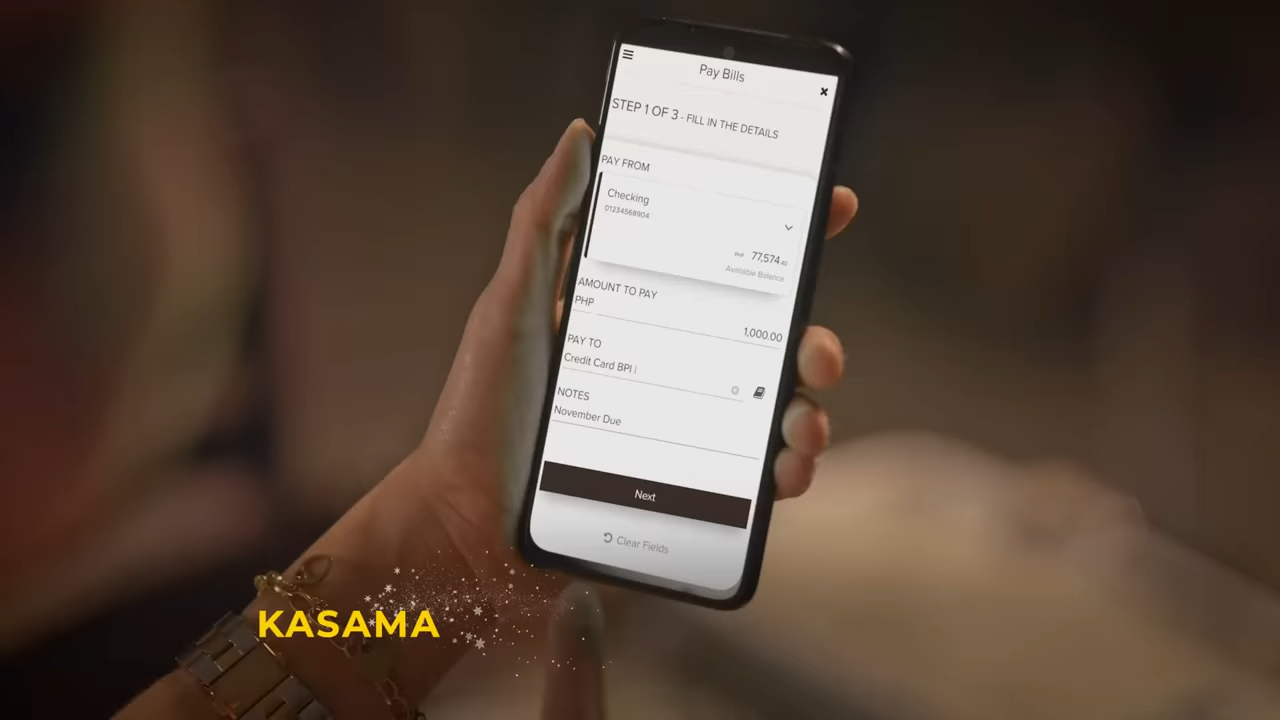 Pay Bills
STEP 1 OF 3 - FILL IN THE DETAILS
PAY FROM
Checking
01234568904
PHP 77,574.40
Available Balance
AMOUNT TO PAY
PHP 1,000.00
PAY TO
Credit Card BPI
NOTES
November Due
Next
Clear Fields
KASAMA